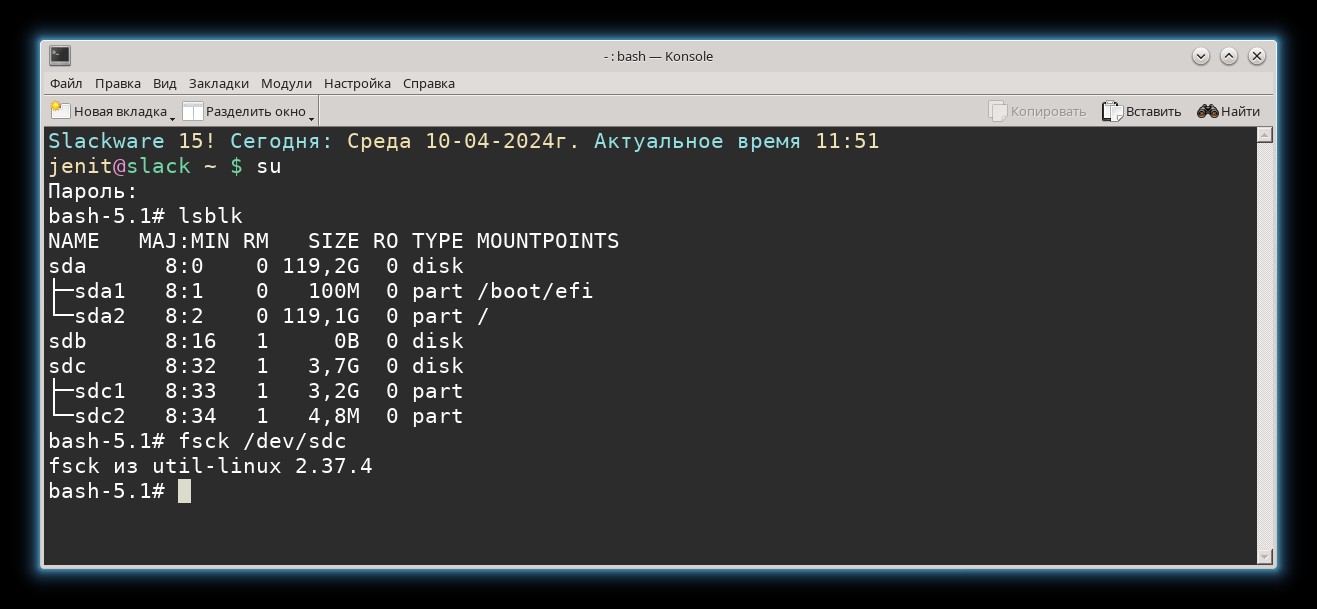 - : bash — Konsole
Файл Правка Вид Закладки Модули Настройка Справка
Новая вкладка Разделить окно Копировать Вставить Найти
Slackware 15! Сегодня: Среда 10-04-2024г. Актуальное время 11:51
jenit@slack ~ $ su
Пароль:
bash-5.1# lsblk
NAME   MAJ:MIN RM   SIZE RO TYPE MOUNTPOINTS
sda      8:0    0 119,2G  0 disk
├─sda1   8:1    0   100M  0 part /boot/efi
└─sda2   8:2    0 119,1G  0 part /
sdb      8:16   1     0B  0 disk
sdc      8:32   1   3,7G  0 disk
├─sdc1   8:33   1   3,2G  0 part
└─sdc2   8:34   1   4,8M  0 part
bash-5.1# fsck /dev/sdc
fsck из util-linux 2.37.4
bash-5.1#